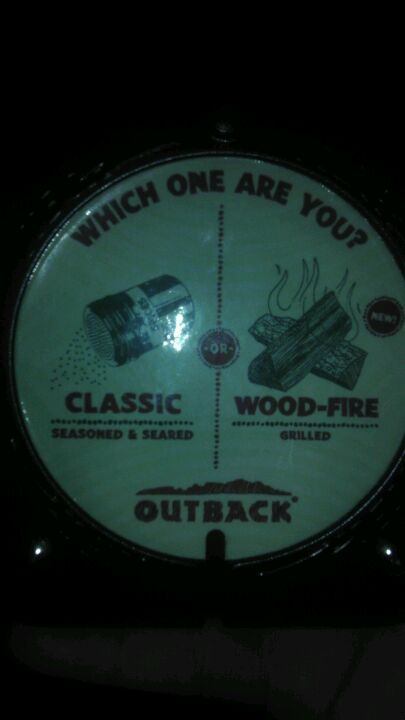 WHICH ONE ARE YOU?
NEW!
-OR-
CLASSIC
SEASONED & SEARED
WOOD-FIRE
GRILLED
OUTBACK®